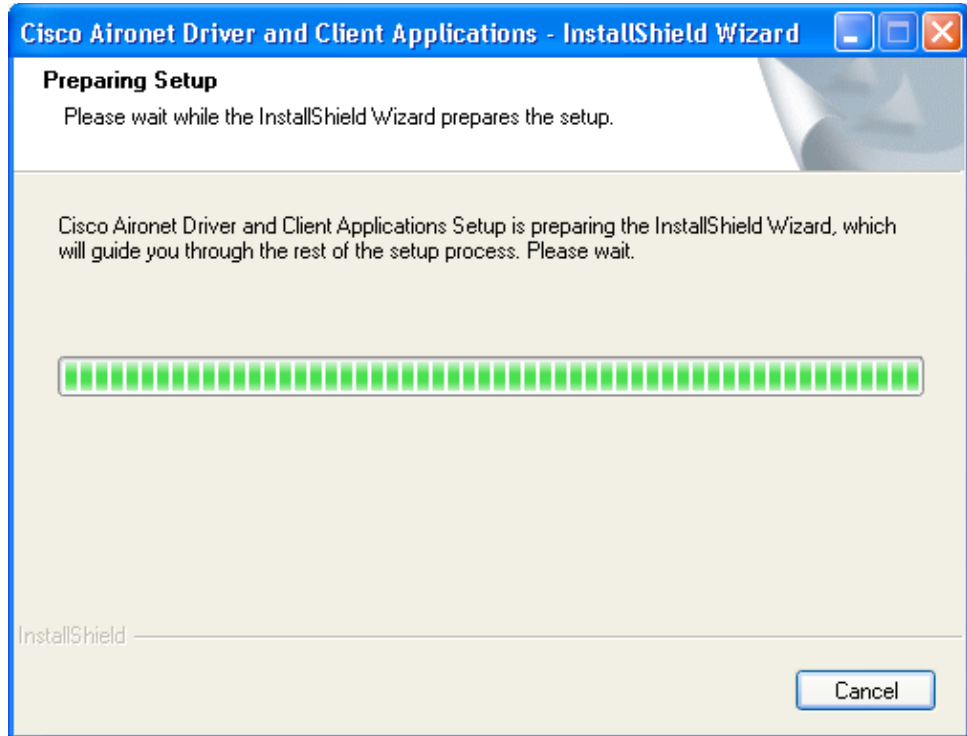 Cisco Aironet Driver and Client Applications - InstallShield Wizard
Preparing Setup
Please wait while the InstallShield Wizard prepares the setup.
Cisco Aironet Driver and Client Applications Setup is preparing the InstallShield Wizard, which
will guide you through the rest of the setup process. Please wait.
InstallShield
Cancel